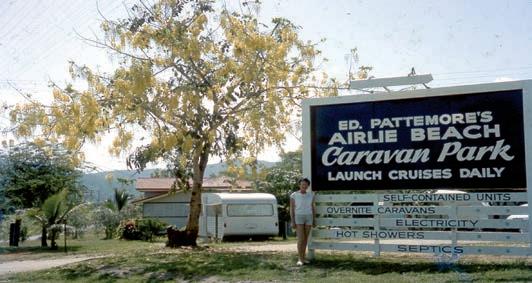 ED. PATTEMORE'S
AIRLIE BEACH
Caravan Park
LAUNCH CRUISES DAILY
SELF-CONTAINED UNITS
OVERNITE CARAVANS
ELECTRICITY
HOT SHOWERS
SEPTICS